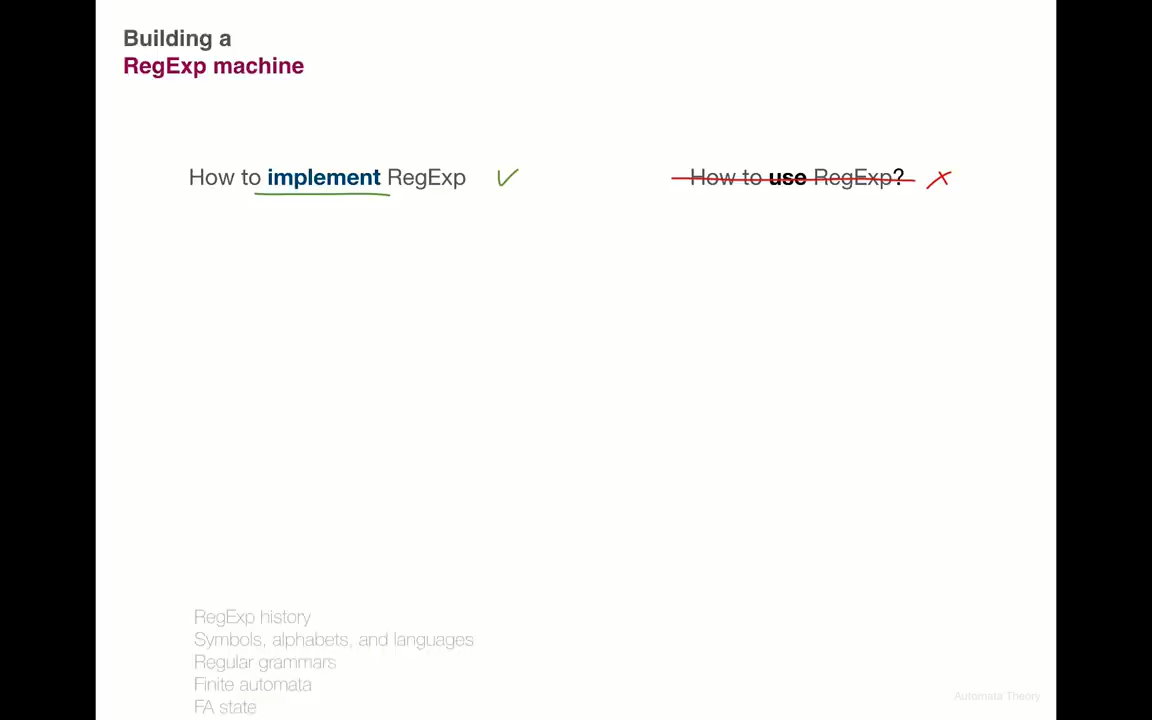 Building a
RegExp machine
How to implement RegExp
How to use RegExp?
RegExp history
Symbols, alphabets, and languages
Regular grammars
Finite automata
FA state
Automata Theory